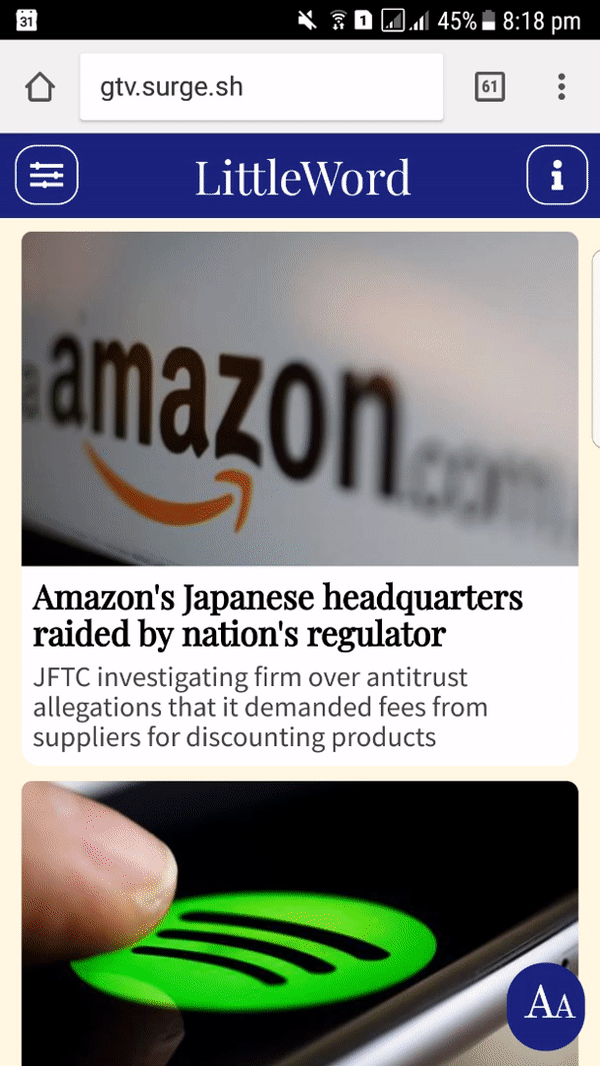 31
1
45%
8:18 pm
gtv.surge.sh
61
LittleWord
i
amazon.com
Amazon's Japanese headquarters
raided by nation's regulator
JFTC investigating firm over antitrust
allegations that it demanded fees from
suppliers for discounting products
AA